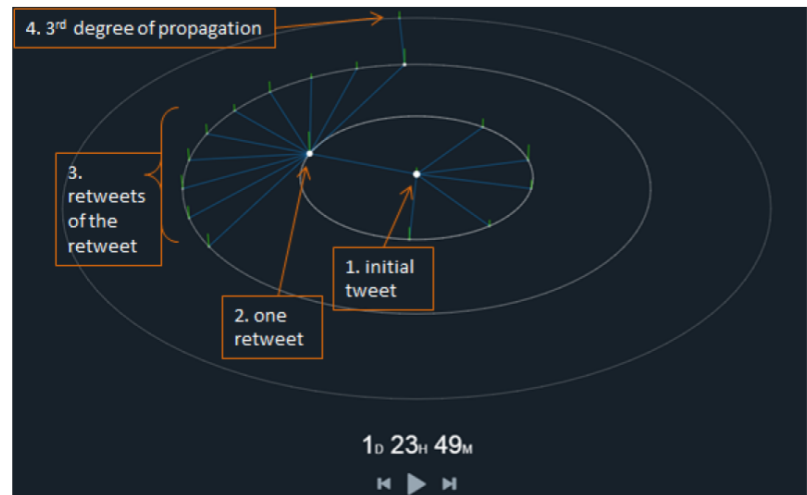 4. 3rd degree of propagation
3.
retweets
of the
retweet
1. initial
tweet
2. one
retweet
1D 23H 49M